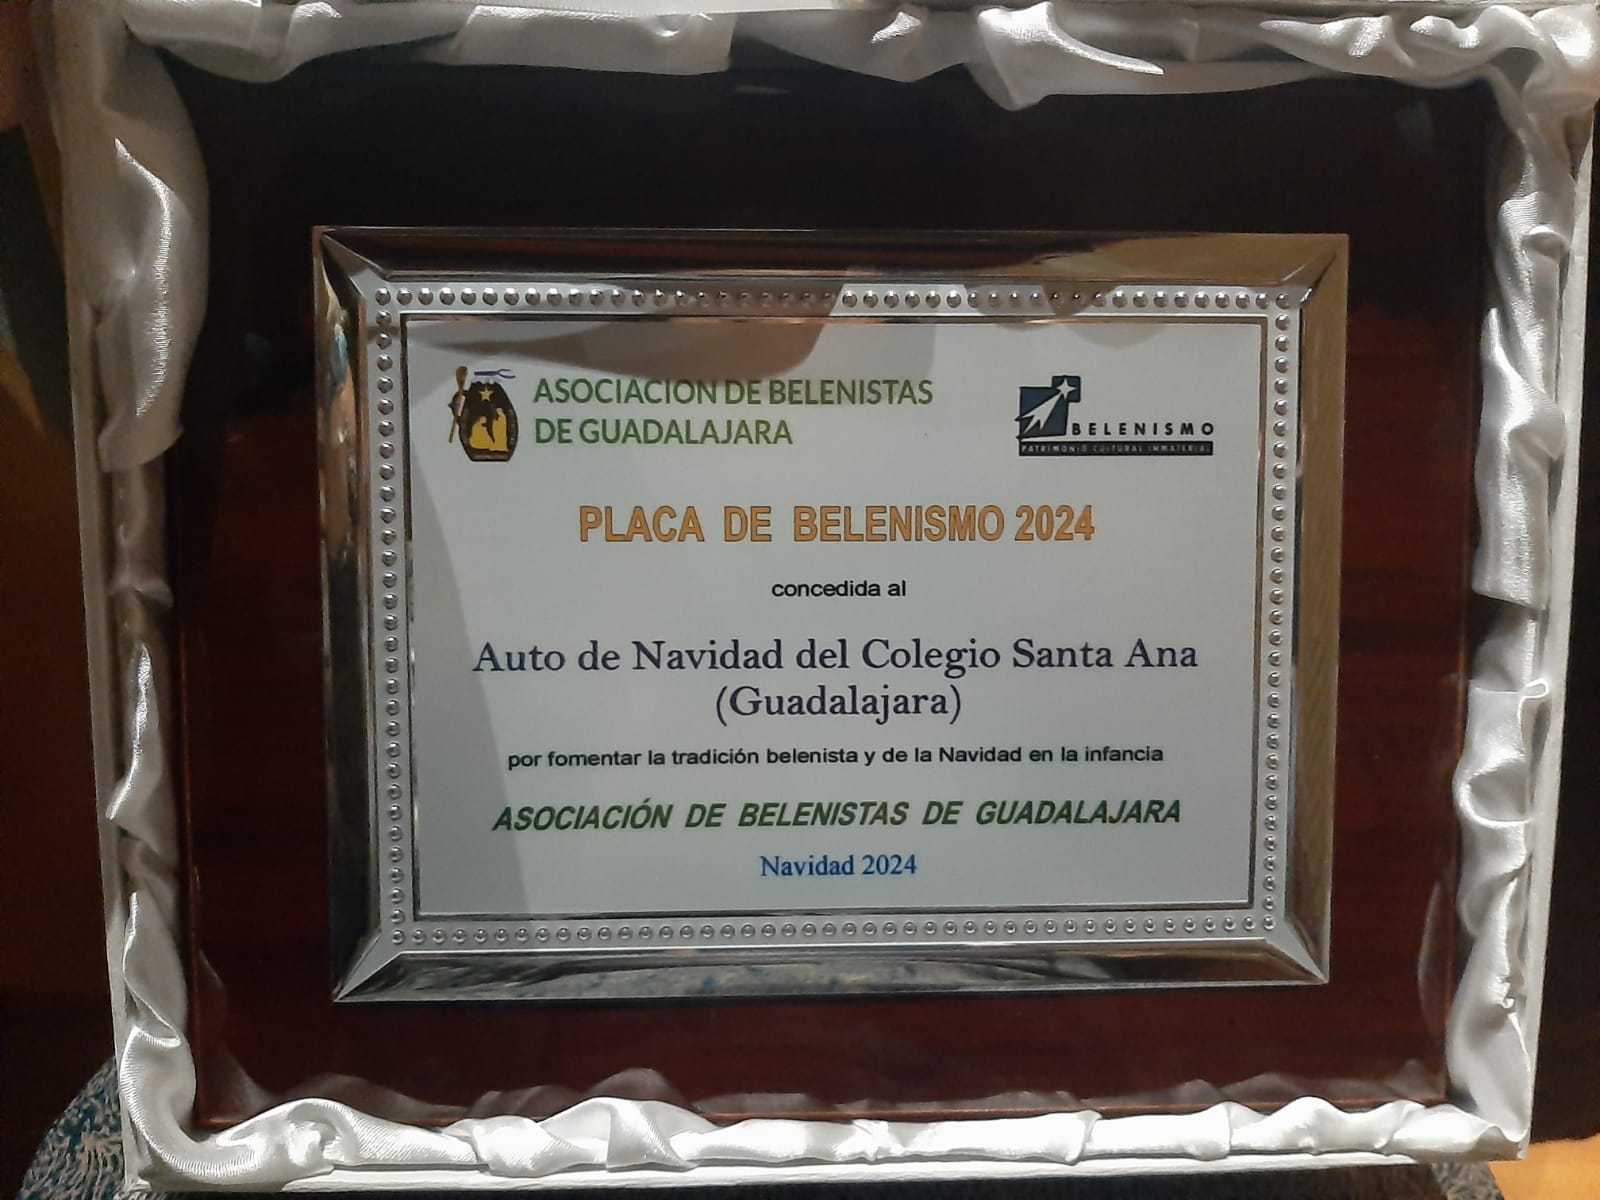 ASOCIACION DE BELENISTAS
DE GUADALAJARA
BELENISMO
PATRIMONIO CULTURAL INMATERIAL
PLACA DE BELENISMO 2024
concedida al
Auto de Navidad del Colegio Santa Ana
(Guadalajara)
por fomentar la tradición belenista y de la Navidad en la infancia
ASOCIACIÓN DE BELENISTAS DE GUADALAJARA
Navidad 2024